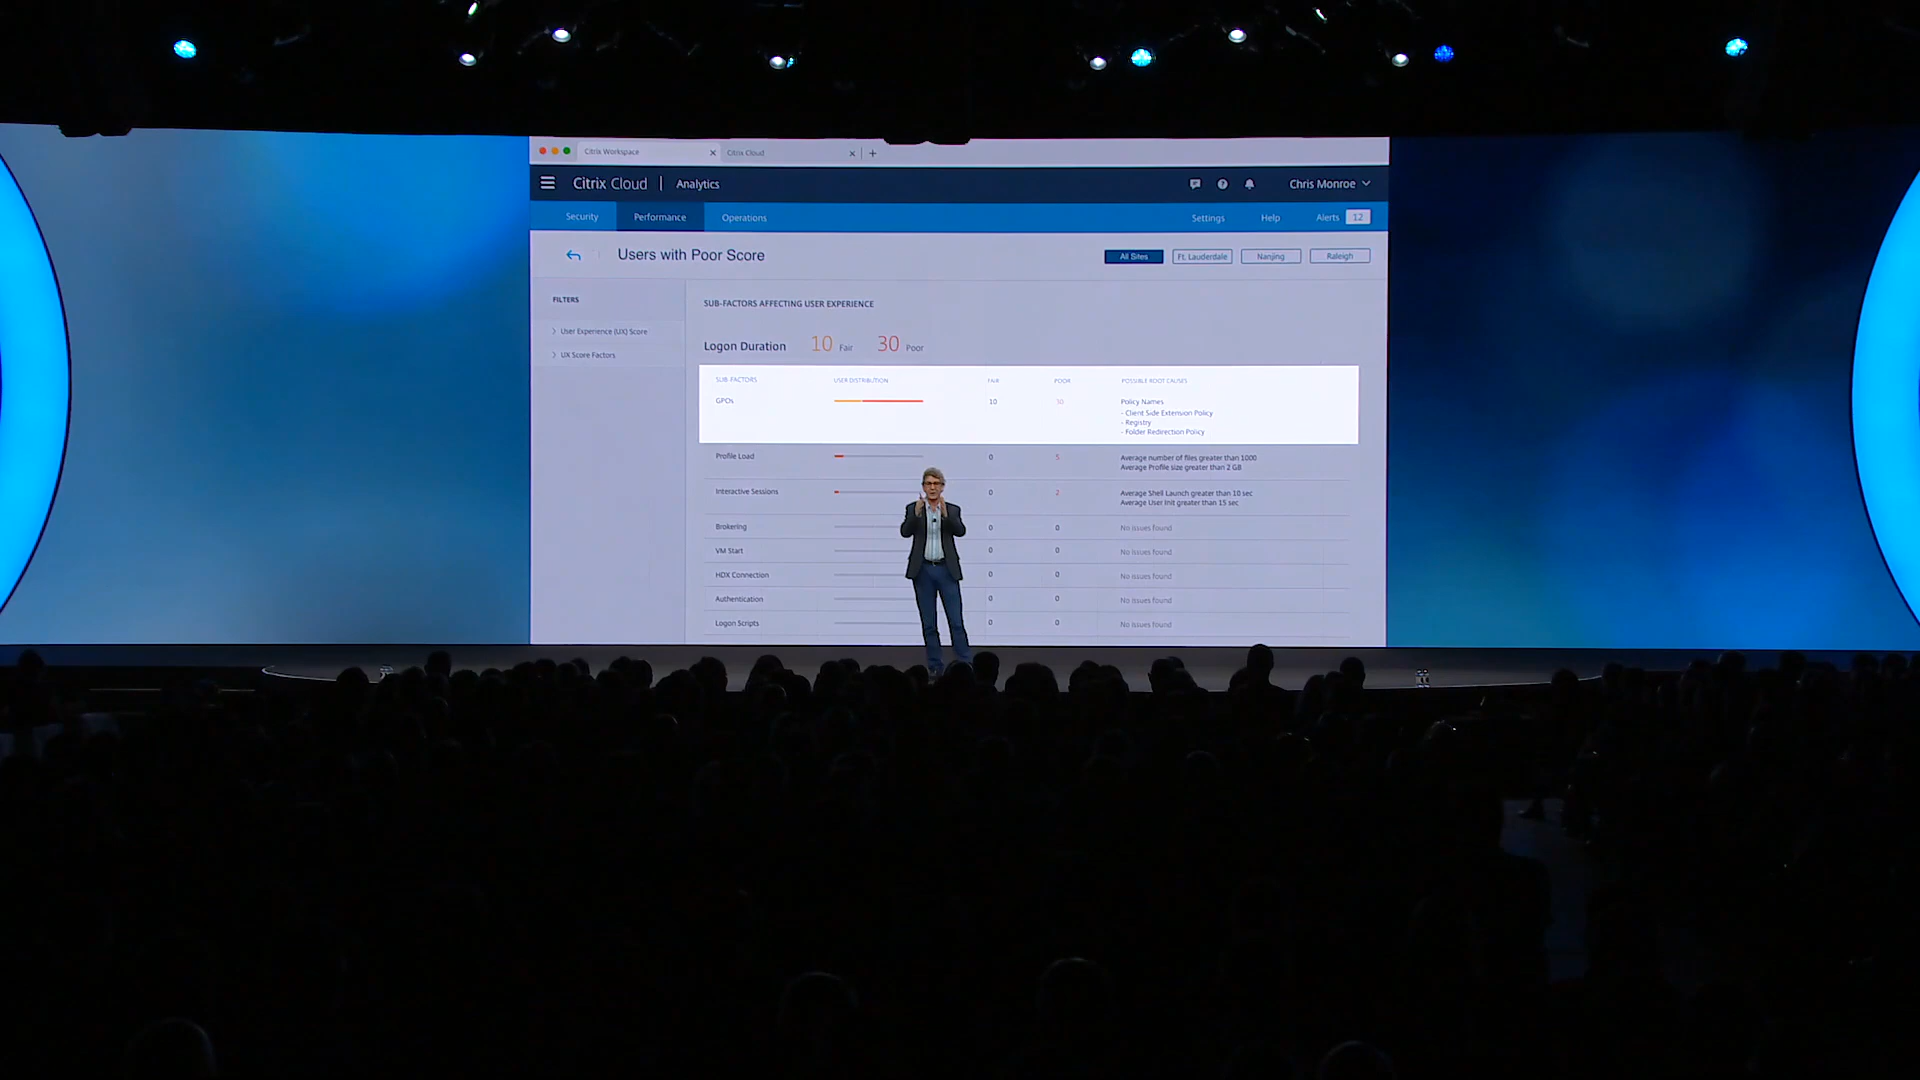 Citrix Workspace
Citrix Cloud
Citrix Cloud | Analytics
Chris Monroe
Security Performance Operations Settings Help Alerts 12
Users with Poor Score
All Sites Ft. Lauderdale Nanjing Raleigh
FILTERS
User Experience (UX) Score
UX Score Factors
SUB-FACTORS AFFECTING USER EXPERIENCE
Logon Duration 10 Fair 30 Poor
SUB-FACTORS USER DISTRIBUTION FAIR POOR POSSIBLE ROOT CAUSES
GPOs 10 30 Policy Names
- Client Side Extension Policy
- Registry
- Folder Redirection Policy
Profile Load 0 5 Average number of files greater than 1000
Average Profile size greater than 2 GB
Interactive Sessions 0 2 Average Shell Launch greater than 10 sec
Average User Init greater than 15 sec
Brokering 0 0 No issues found
VM Start 0 0 No issues found
HDX Connection 0 0 No issues found
Authentication 0 0 No issues found
Logon Scripts 0 0 No issues found